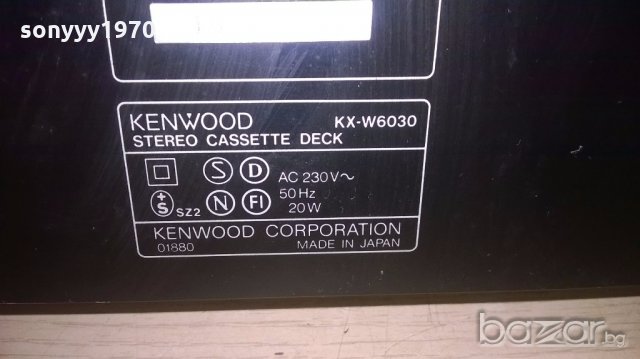 sonyyy1970
KENWOOD KX-W6030
STEREO CASSETTE DECK
S D AC 230V~
50 Hz
S SZ2 N FI 20W
KENWOOD CORPORATION
01880 MADE IN JAPAN
bazar.bg